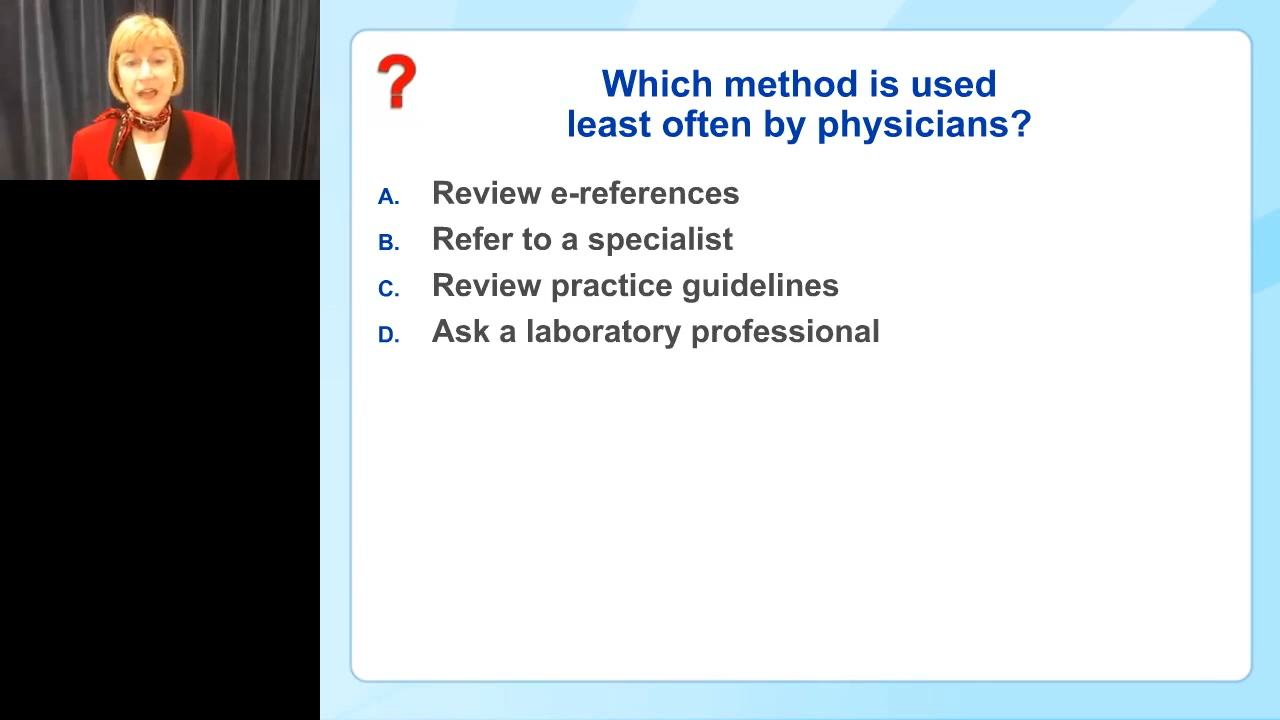 ?
Which method is used
least often by physicians?
A. Review e-references
B. Refer to a specialist
C. Review practice guidelines
D. Ask a laboratory professional